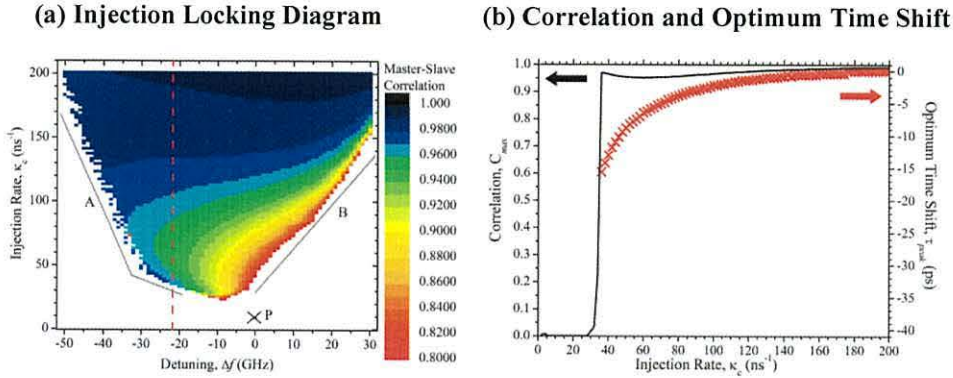 (a) Injection Locking Diagram
(b) Correlation and Optimum Time Shift
Master-Slave
Correlation
1.000
0.9800
0.9600
0.9400
0.9200
0.9000
0.8800
0.8600
0.8400
0.8200
0.8000
200
150
100
50
0
Injection Rate, κc (ns⁻¹)
A
B
P
-50 -40 -30 -20 -10 0 10 20 30
Detuning, Δf (GHz)
1.0
0.9
0.8
0.7
0.6
0.5
0.4
0.3
0.2
0.1
0.0
Correlation, Cmax
0 20 40 60 80 100 120 140 160 180 200
Injection Rate, κc (ns⁻¹)
0
-5
-10
-15
-20
-25
-30
-35
-40
Optimum Time Shift, τpeak (ps)